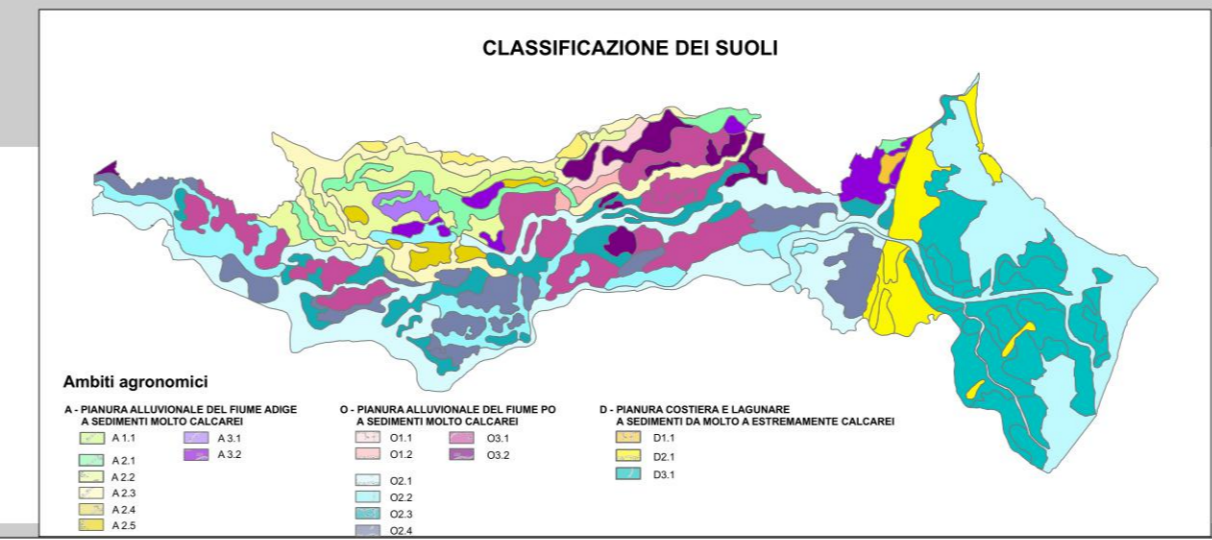 CLASSIFICAZIONE DEI SUOLI
Ambiti agronomici
A - PIANURA ALLUVIONALE DEL FIUME ADIGE
A SEDIMENTI MOLTO CALCAREI
A 1.1
A 2.1
A 2.2
A 2.3
A 2.4
A 2.5
A 3.1
A 3.2
O - PIANURA ALLUVIONALE DEL FIUME PO
A SEDIMENTI MOLTO CALCAREI
O1.1
O1.2
O2.1
O2.2
O2.3
O2.4
O3.1
O3.2
D - PIANURA COSTIERA E LAGUNARE
A SEDIMENTI DA MOLTO A ESTREMAMENTE CALCAREI
D1.1
D2.1
D3.1